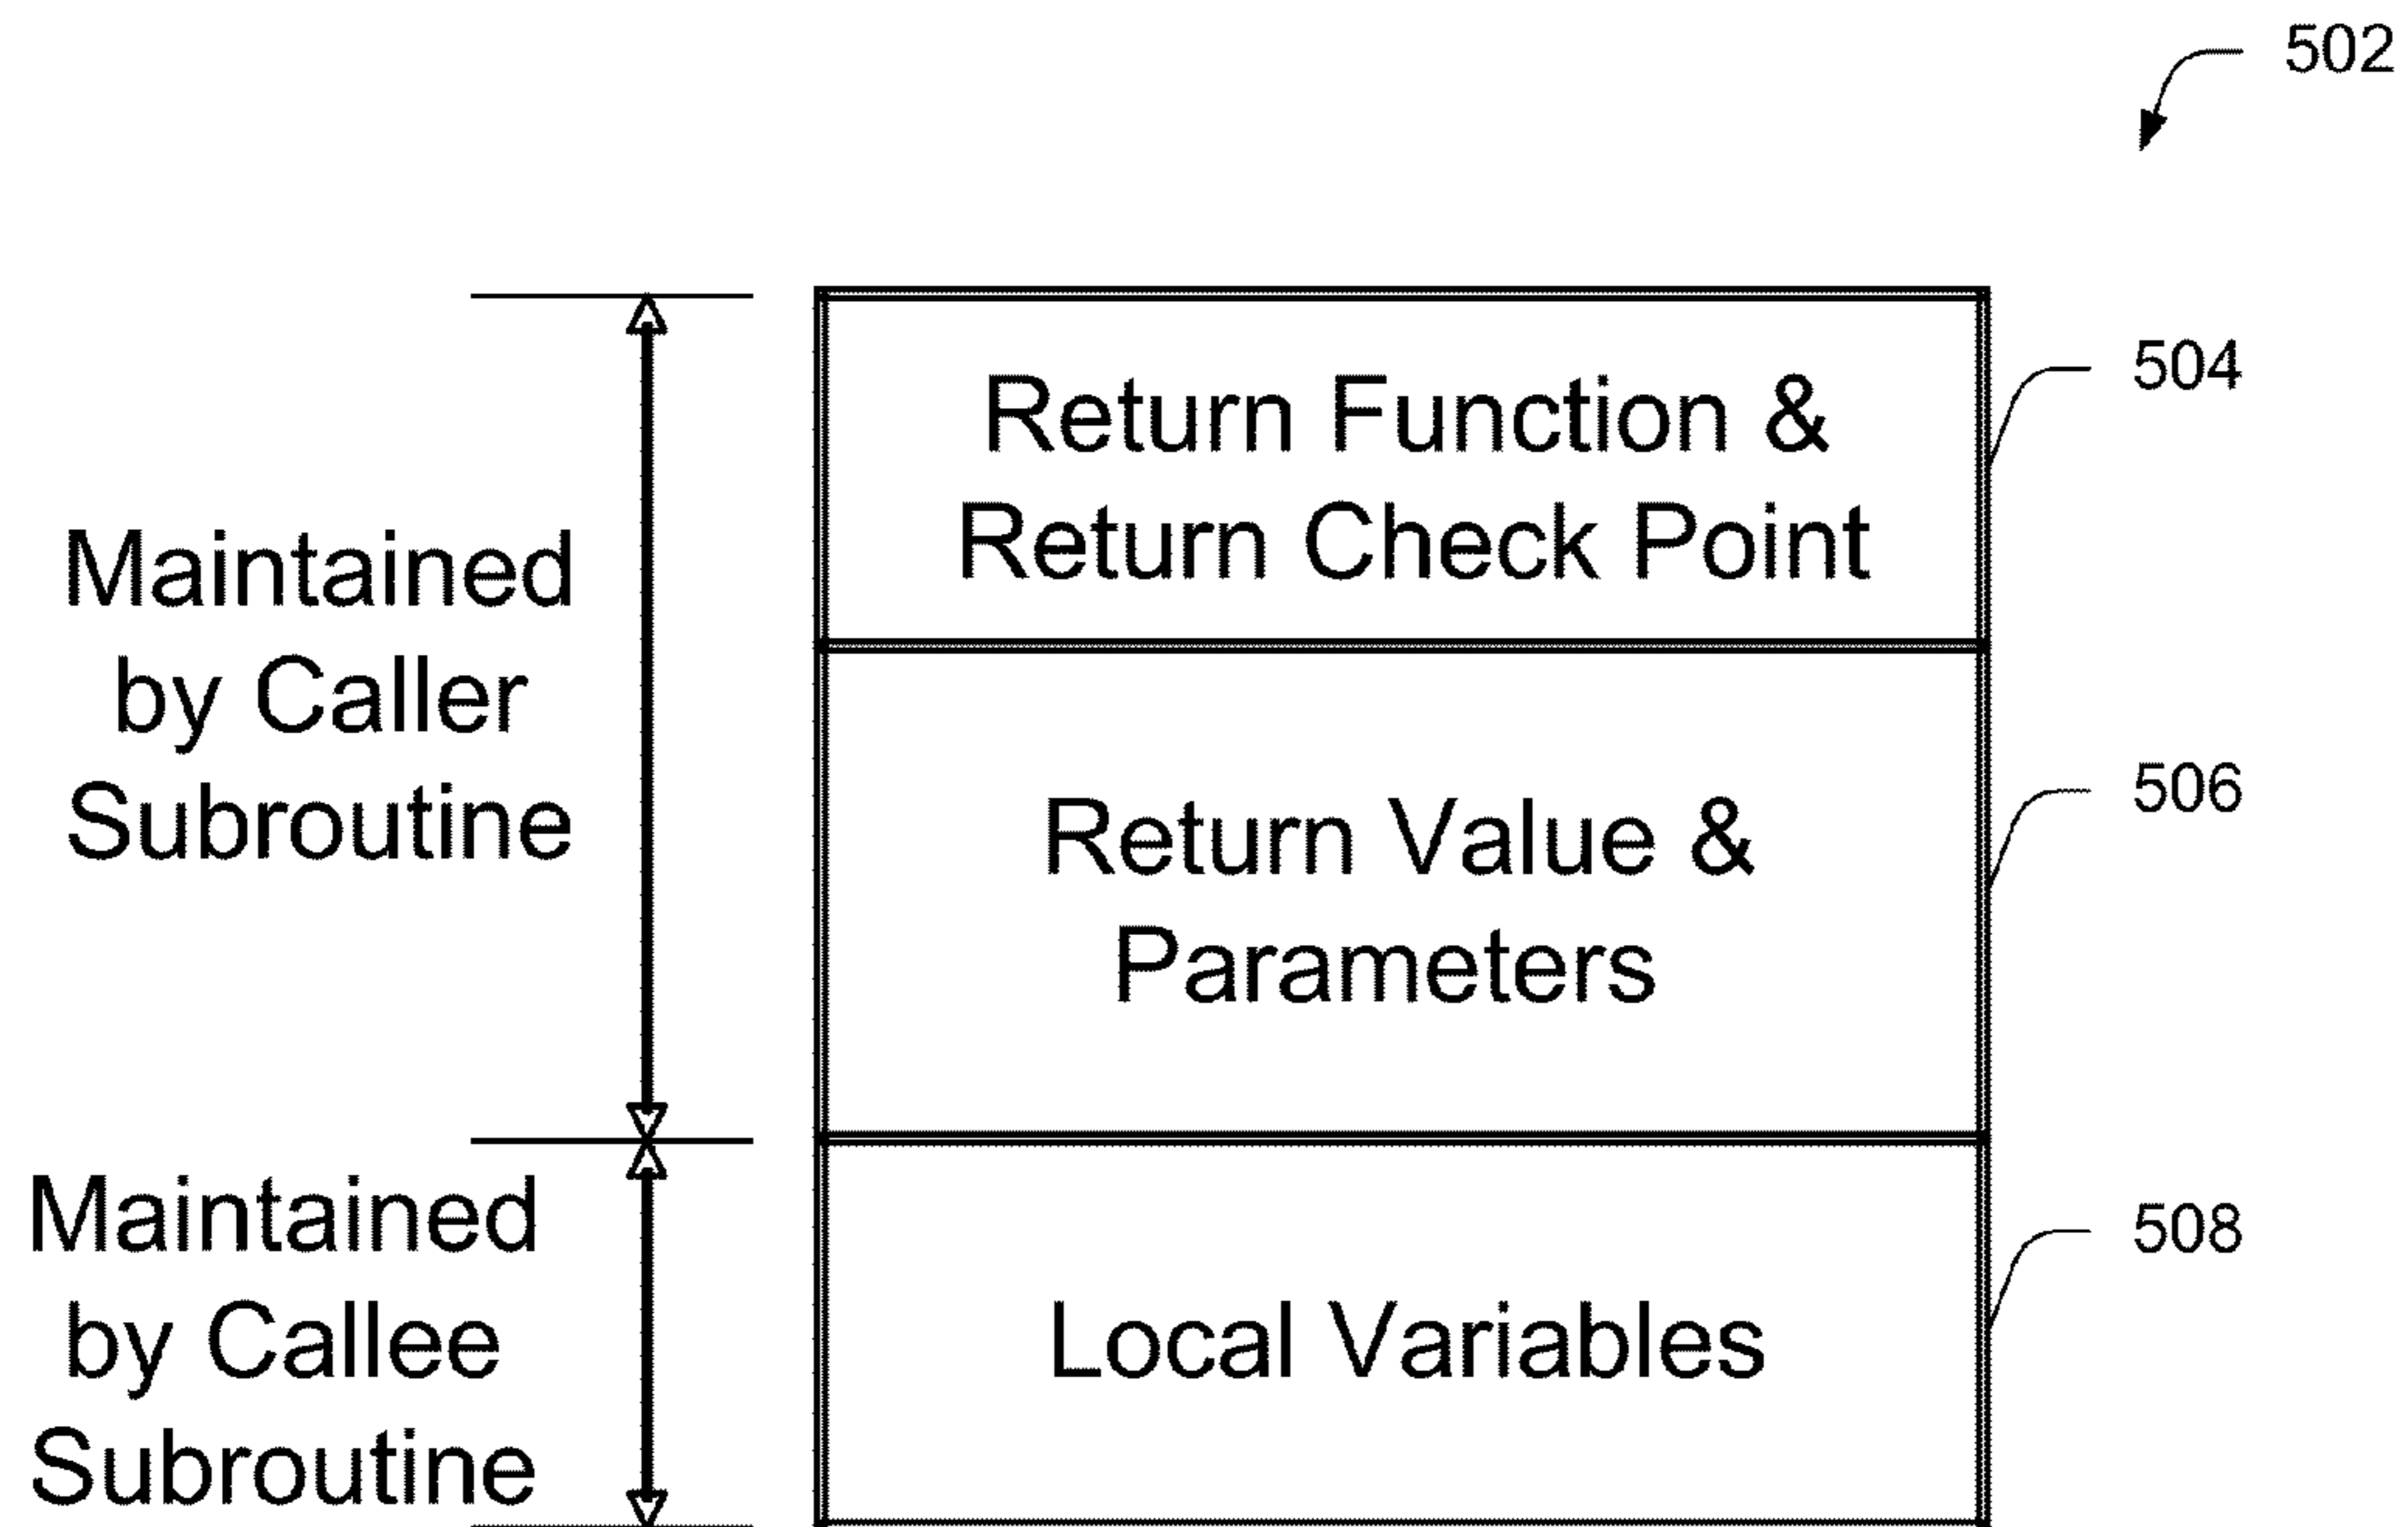 502
Return Function &
Return Check Point
504
Maintained
by Caller
Subroutine
Return Value &
Parameters
506
Maintained
by Callee
Subroutine
Local Variables
508